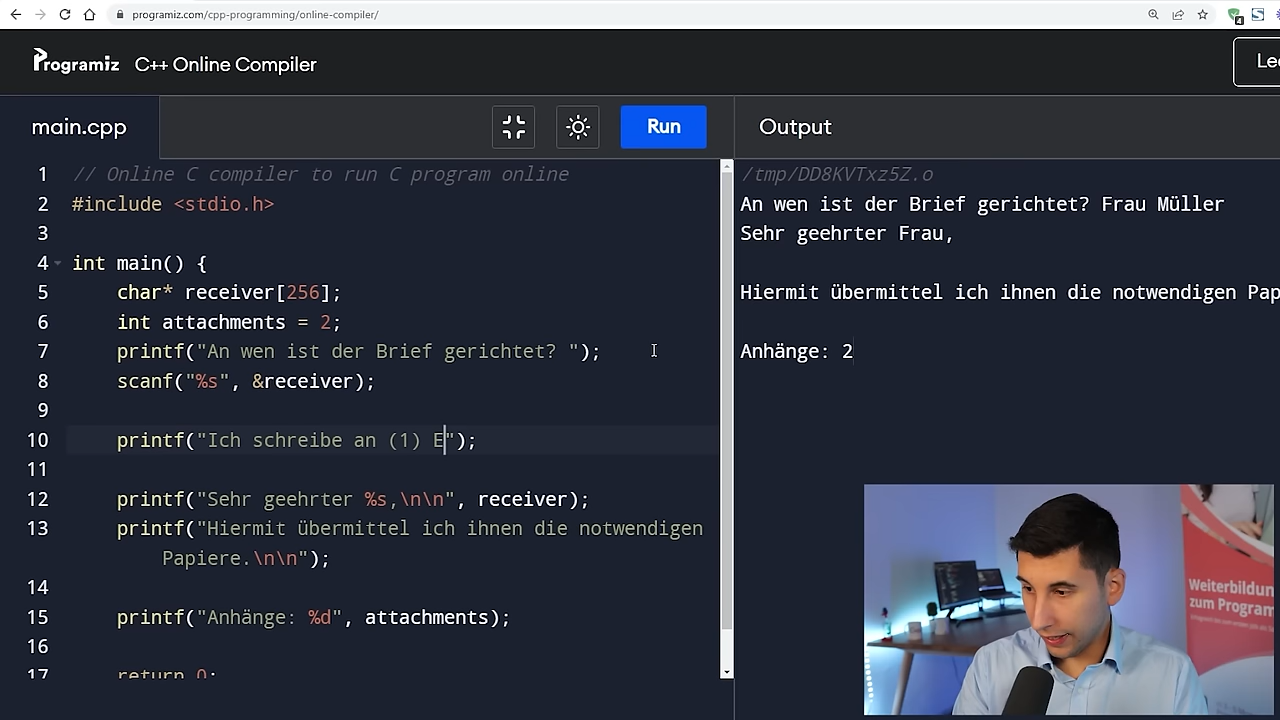 programiz.com/cpp-programming/online-compiler/
4
Programiz C++ Online Compiler
main.cpp
Run
Output
1 // Online C compiler to run C program online
2 #include <stdio.h>
3
4 int main() {
5 char* receiver[256];
6 int attachments = 2;
7 printf("An wen ist der Brief gerichtet? ");
8 scanf("%s", &receiver);
9
10 printf("Ich schreibe an (1) E");
11
12 printf("Sehr geehrter %s,\n\n", receiver);
13 printf("Hiermit übermittel ich ihnen die notwendigen
Papiere.\n\n");
14
15 printf("Anhänge: %d", attachments);
16
17 return 0;
/tmp/DD8KVTxz5Z.o
An wen ist der Brief gerichtet? Frau Müller
Sehr geehrter Frau,
Hiermit übermittel ich ihnen die notwendigen Pap
Anhänge: 2
Weiterbildun
zum Program